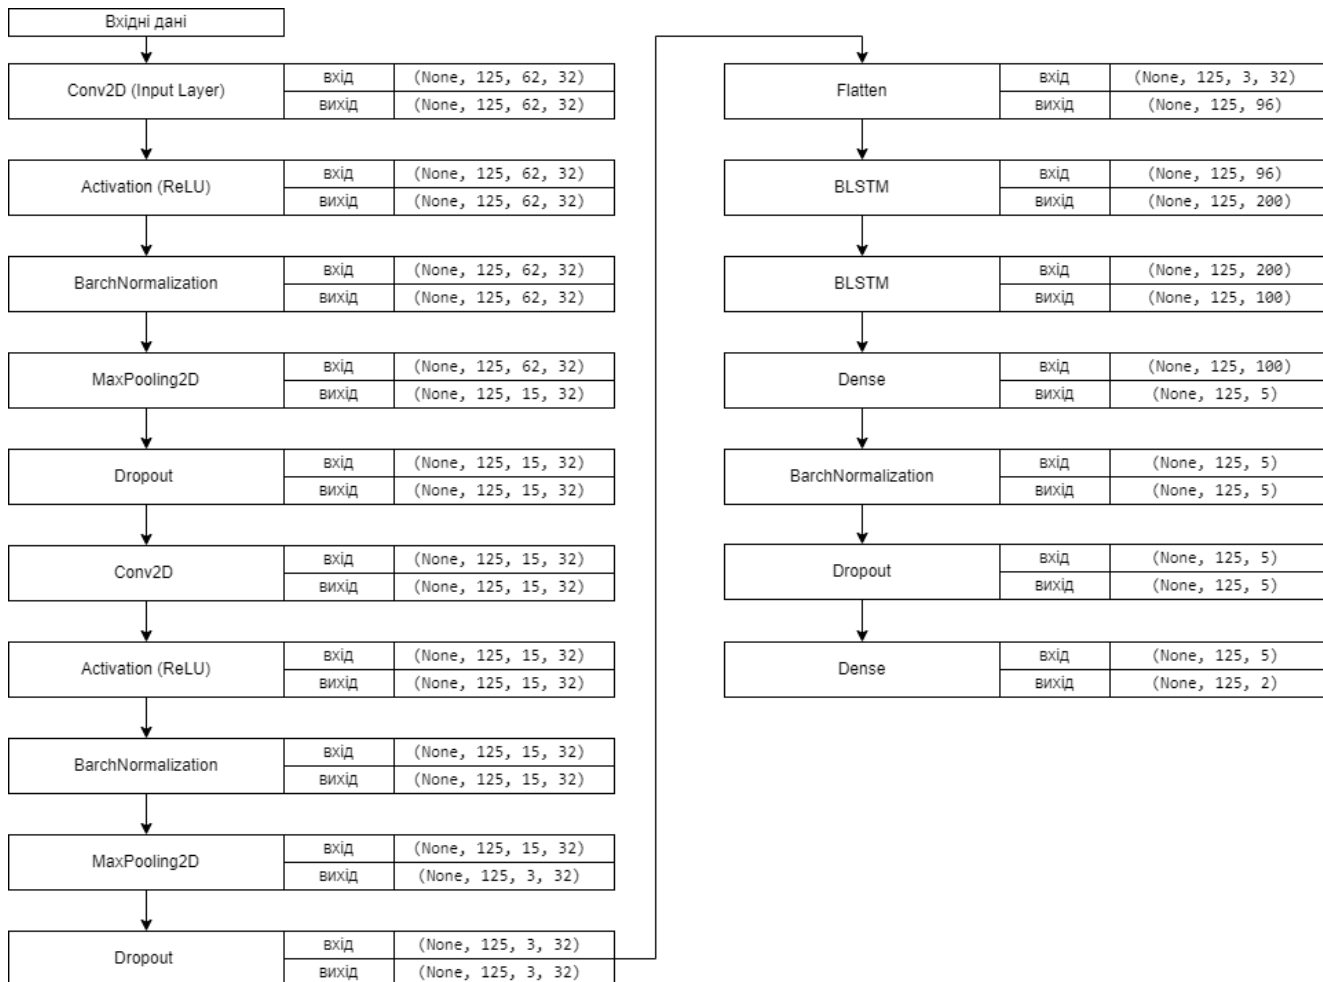 Вхідні дані
Conv2D (Input Layer)
вхід
(None, 125, 62, 32)
вихід
(None, 125, 62, 32)
Activation (ReLU)
вхід
(None, 125, 62, 32)
вихід
(None, 125, 62, 32)
BarchNormalization
вхід
(None, 125, 62, 32)
вихід
(None, 125, 62, 32)
MaxPooling2D
вхід
(None, 125, 62, 32)
вихід
(None, 125, 15, 32)
Dropout
вхід
(None, 125, 15, 32)
вихід
(None, 125, 15, 32)
Conv2D
вхід
(None, 125, 15, 32)
вихід
(None, 125, 15, 32)
Activation (ReLU)
вхід
(None, 125, 15, 32)
вихід
(None, 125, 15, 32)
BarchNormalization
вхід
(None, 125, 15, 32)
вихід
(None, 125, 15, 32)
MaxPooling2D
вхід
(None, 125, 15, 32)
вихід
(None, 125, 3, 32)
Dropout
вхід
(None, 125, 3, 32)
вихід
(None, 125, 3, 32)
Flatten
вхід
(None, 125, 3, 32)
вихід
(None, 125, 96)
BLSTM
вхід
(None, 125, 96)
вихід
(None, 125, 200)
BLSTM
вхід
(None, 125, 200)
вихід
(None, 125, 100)
Dense
вхід
(None, 125, 100)
вихід
(None, 125, 5)
BarchNormalization
вхід
(None, 125, 5)
вихід
(None, 125, 5)
Dropout
вхід
(None, 125, 5)
вихід
(None, 125, 5)
Dense
вхід
(None, 125, 5)
вихід
(None, 125, 2)